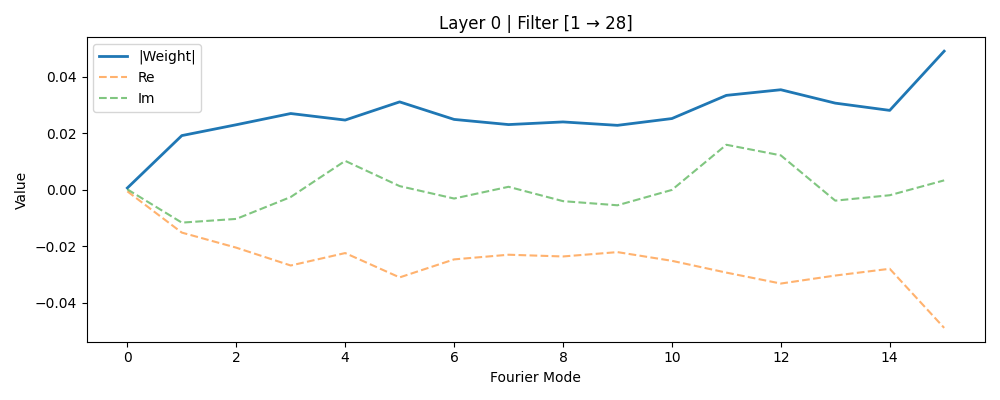 Layer 0 | Filter [1 → 28]
|Weight|
Re
Im
0.04
0.02
0.00
−0.02
−0.04
Value
0 2 4 6 8 10 12 14
Fourier Mode